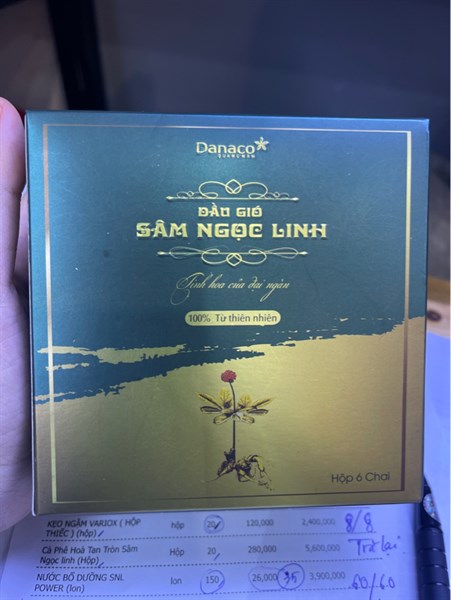 Danaco
QUANGNAM
DẦU GIÓ
SÂM NGỌC LINH
Tinh hoa của đại ngàn
100% Từ thiên nhiên
Hộp 6 Chai
KẸO NGẬM VARIOX ( HỘP THIẾC ) (hộp) hộp 20 120,000 2,400,000 8/8
Cà Phê Hoà Tan Tròn Sâm Ngọc linh (Hộp) Hộp 20 280,000 5,600,000 Trả lại
NƯỚC BỔ DƯỠNG SNL POWER (lon) lon 150 26,000 35 3,900,000 60/60